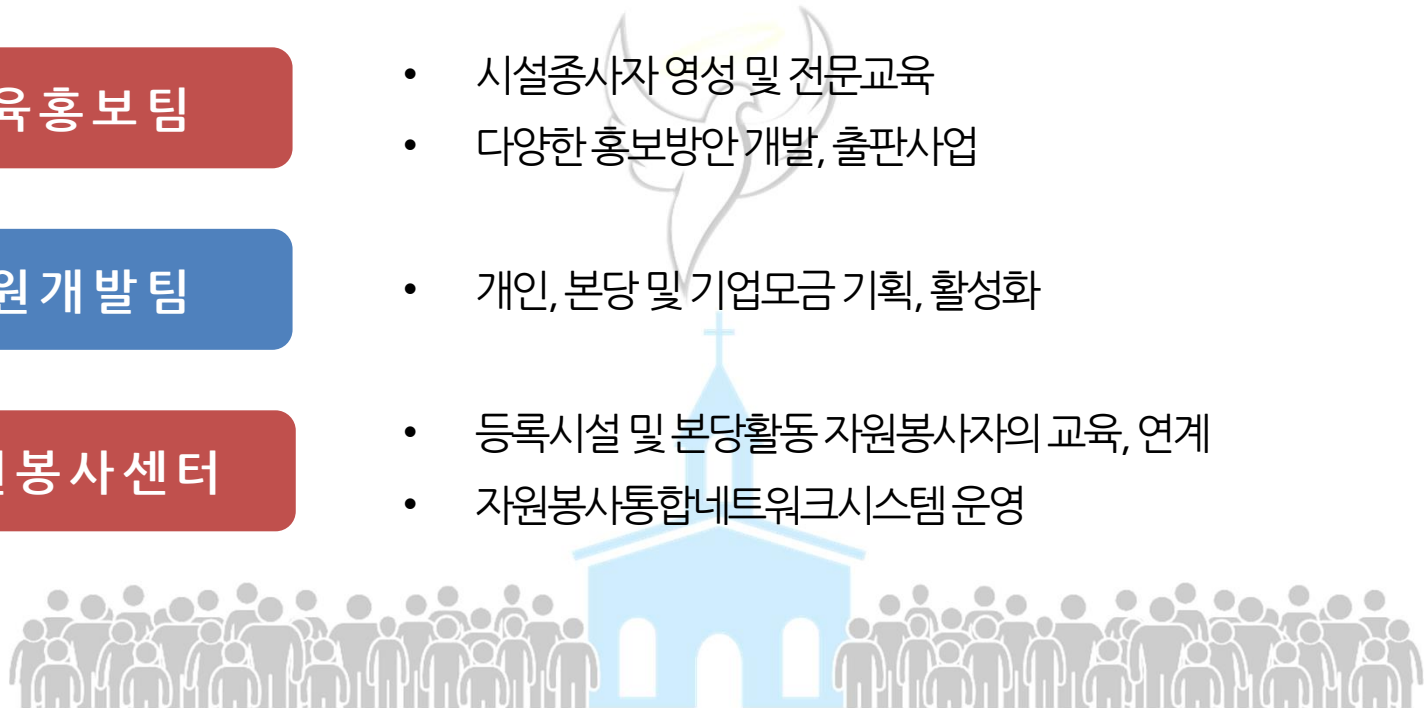 육홍보팀
• 시설종사자 영성 및 전문교육
• 다양한 홍보방안 개발, 출판사업
원개발팀
• 개인, 본당 및 기업모금 기획, 활성화
봉사센터
• 등록시설 및 본당활동 자원봉사자의 교육, 연계
• 자원봉사통합네트워크시스템 운영